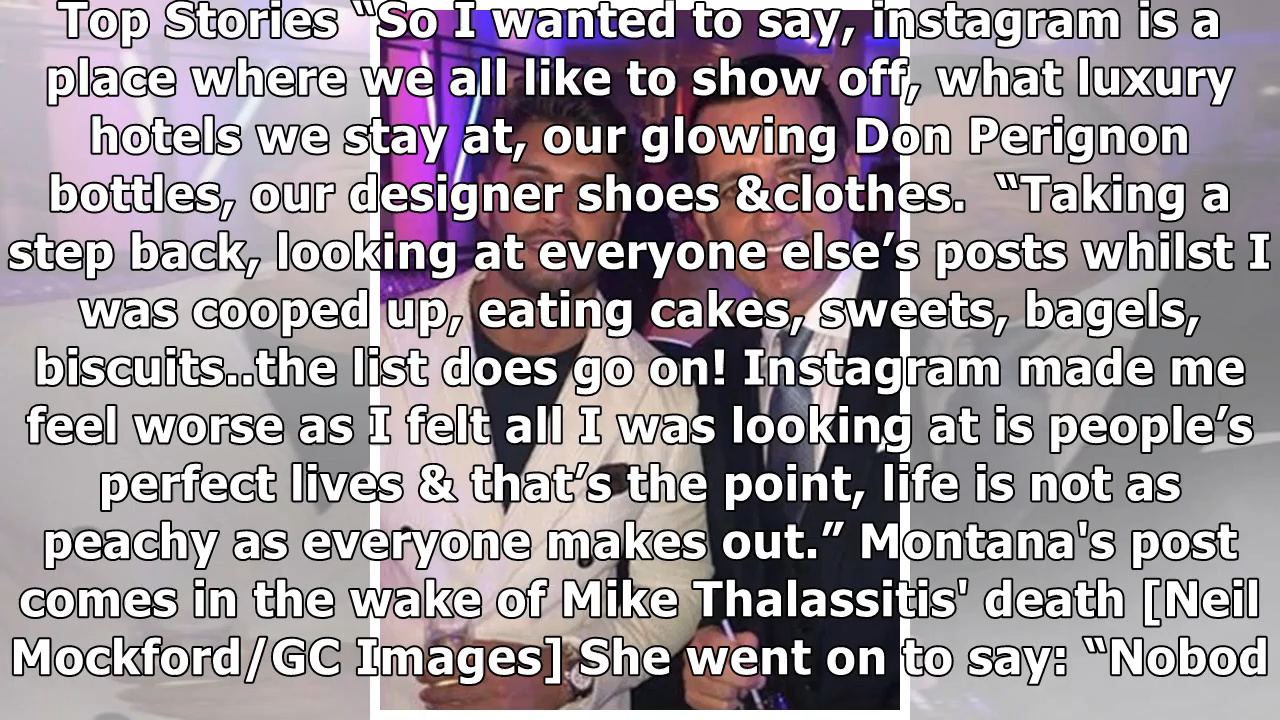 Top Stories “So I wanted to say, instagram is a
place where we all like to show off, what luxury
hotels we stay at, our glowing Don Perignon
bottles, our designer shoes &clothes.  “Taking a
step back, looking at everyone else’s posts whilst I
was cooped up, eating cakes, sweets, bagels,
biscuits..the list does go on! Instagram made me
feel worse as I felt all I was looking at is people’s
perfect lives & that’s the point, life is not as
peachy as everyone makes out.” Montana's post
comes in the wake of Mike Thalassitis' death [Neil
Mockford/GC Images] She went on to say: “Nobod